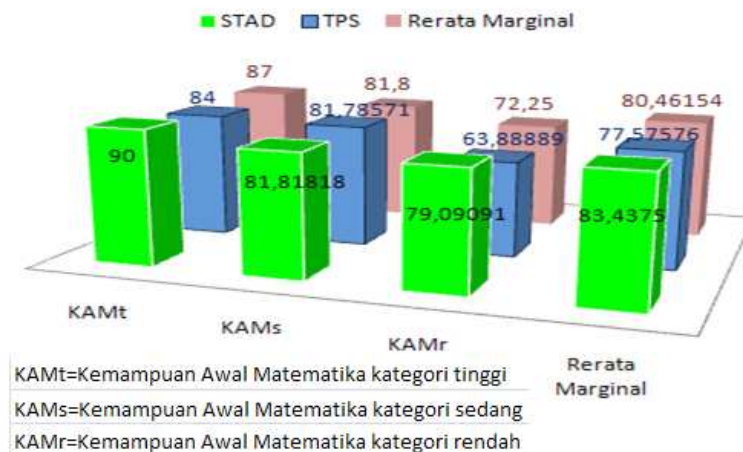 STAD TPS Rerata Marginal
87
84
81,8
81,78571
72,25
80,46154
63,88889
77,57576
90
81,81818
79,09091
83,4375
KAMt
KAMs
KAMr
Rerata
Marginal
KAMt=Kemampuan Awal Matematika kategori tinggi
KAMs=Kemampuan Awal Matematika kategori sedang
KAMr=Kemampuan Awal Matematika kategori rendah